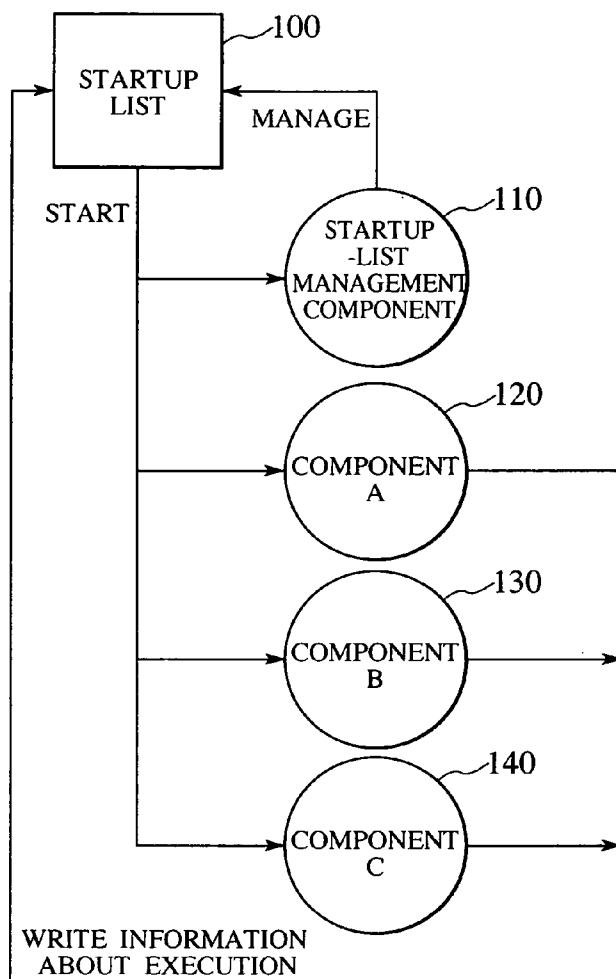 100
STARTUP
LIST
MANAGE
START
110
STARTUP
-LIST
MANAGEMENT
COMPONENT
120
COMPONENT
A
130
COMPONENT
B
140
COMPONENT
C
WRITE INFORMATION
ABOUT EXECUTION